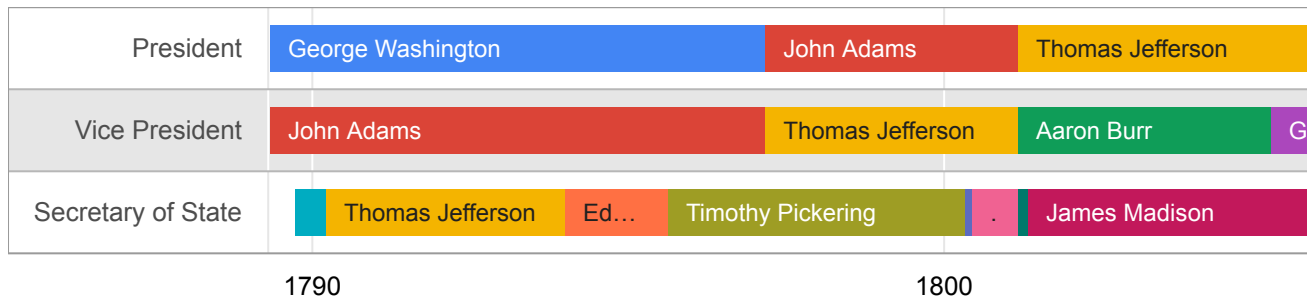 President George Washington John Adams Thomas Jefferson
Vice President John Adams Thomas Jefferson Aaron Burr G
Secretary of State Thomas Jefferson Ed… Timothy Pickering . James Madison
1790 1800